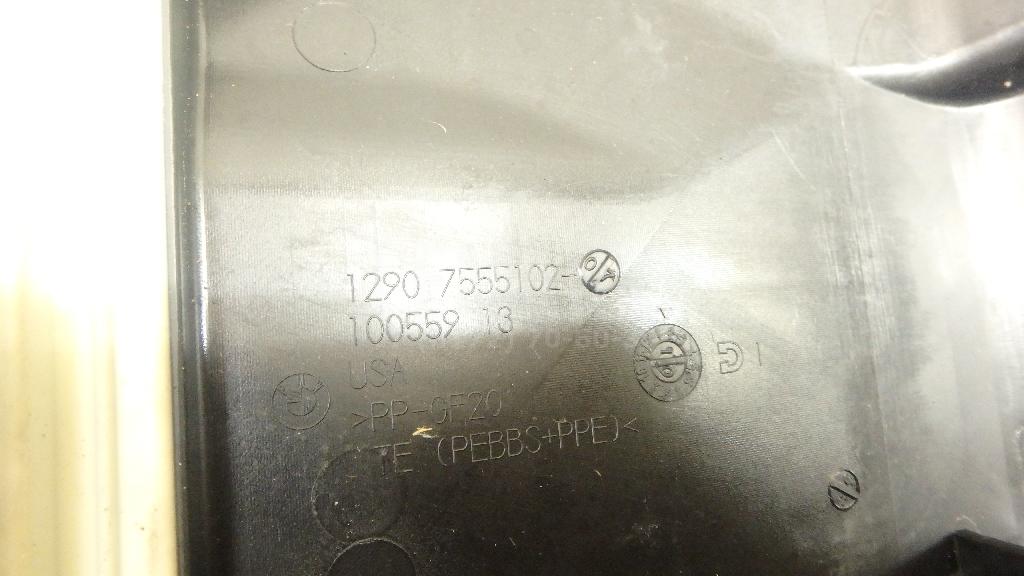 1290 7555102-
100559 13
USA
>PP-GF20
TE (PEBBS+PPE)<